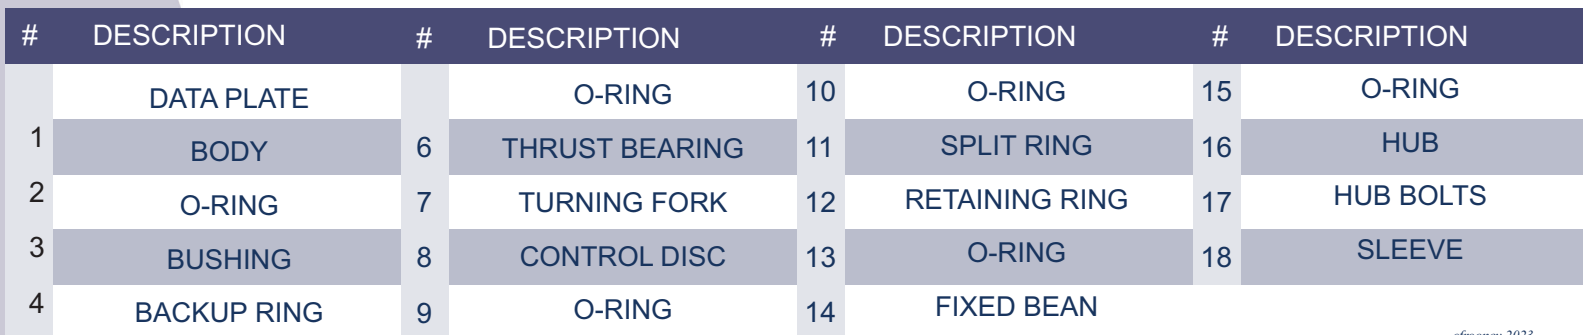 # DESCRIPTION # DESCRIPTION # DESCRIPTION # DESCRIPTION
DATA PLATE O-RING 10 O-RING 15 O-RING
1 BODY 6 THRUST BEARING 11 SPLIT RING 16 HUB
2 O-RING 7 TURNING FORK 12 RETAINING RING 17 HUB BOLTS
3 BUSHING 8 CONTROL DISC 13 O-RING 18 SLEEVE
4 BACKUP RING 9 O-RING 14 FIXED BEAN
2023